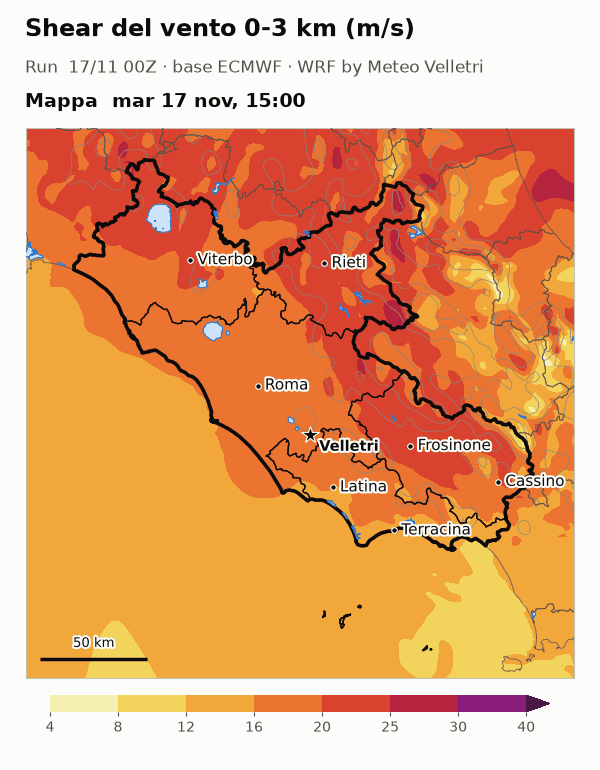 Shear del vento 0-3 km (m/s)
Run  17/11 00Z · base ECMWF · WRF by Meteo Velletri
Mappa  mar 17 nov, 15:00
Viterbo
Rieti
Roma
Velletri
Frosinone
Cassino
Latina
Terracina
50 km
4 8 12 16 20 25 30 40